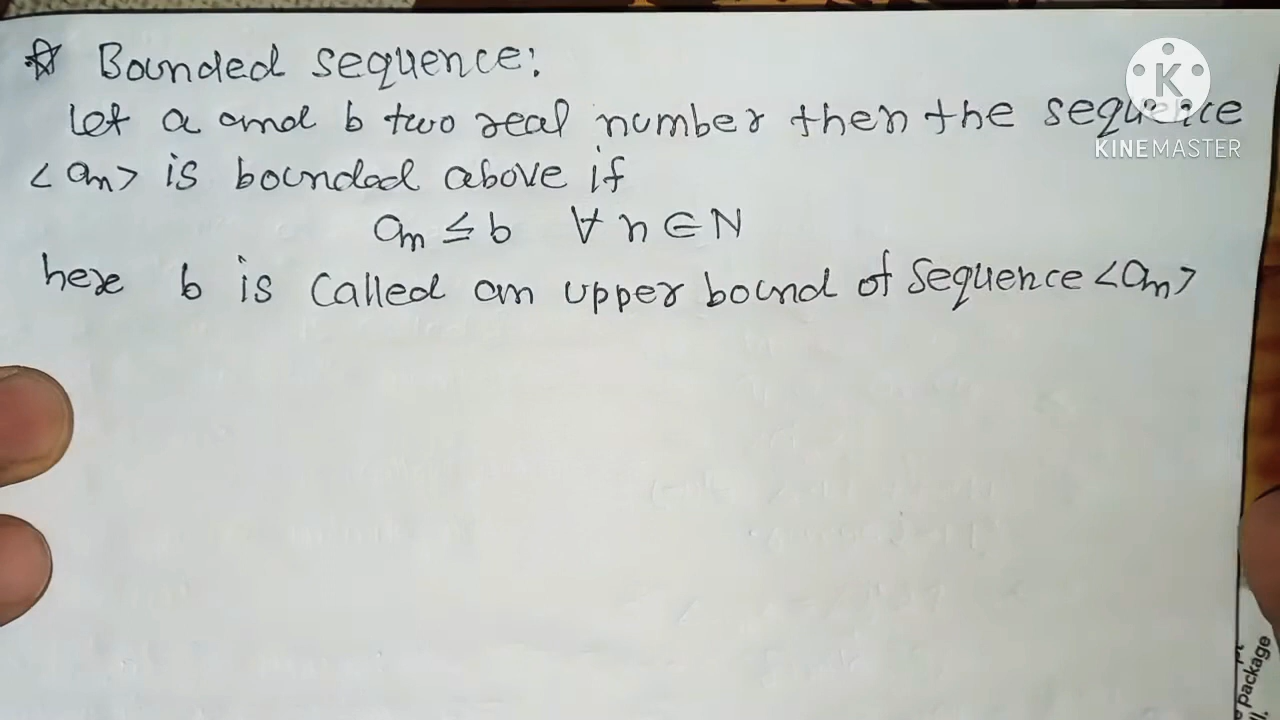 ☆ Bounded sequence:
let a and b two real number then the sequence
<an> is bounded above if
an ≤ b ∀ n ∈ N
here b is called an upper bound of sequence <an>
K
KINEMASTER
package